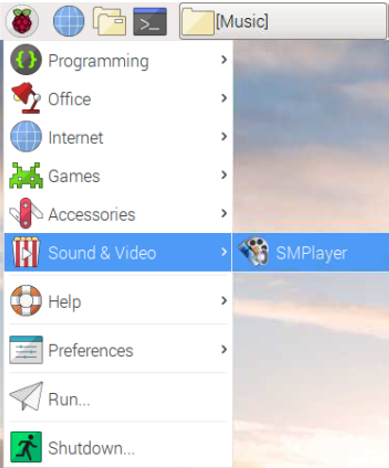 [Music]
Programming
Office
Internet
Games
Accessories
Sound & Video
SMPlayer
Help
Preferences
Run...
Shutdown...